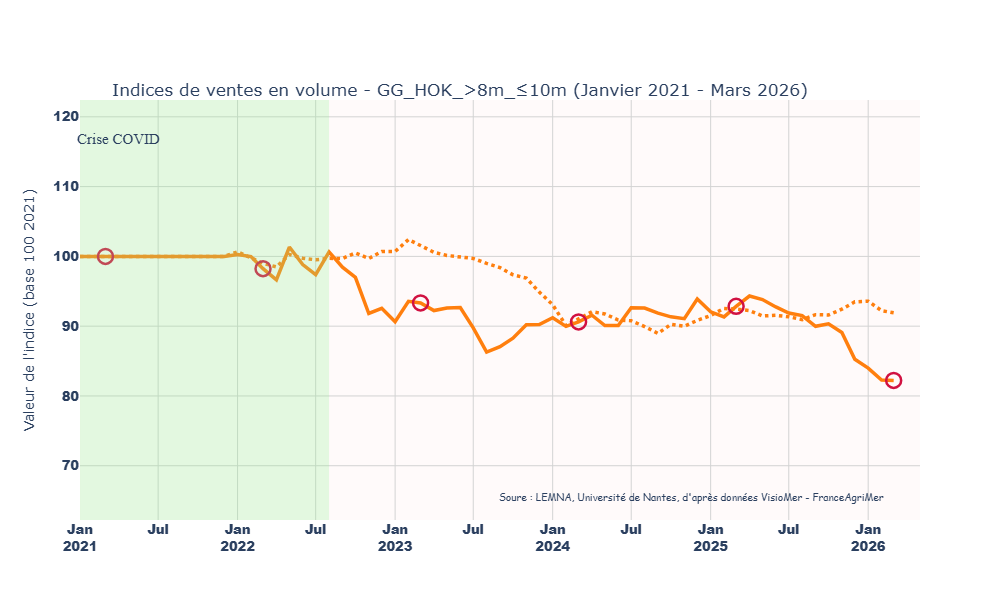 Indices de ventes en volume - GG_HOK_>8m_≤10m (Janvier 2021 - Mars 2026)
Valeur de l'indice (base 100 2021)
120
110
100
90
80
70
Crise COVID
Soure : LEMNA, Université de Nantes, d'après données VisioMer - FranceAgriMer
Jan Jul Jan Jul Jan Jul Jan Jul Jan Jul Jan
2021 2022 2023 2024 2025 2026